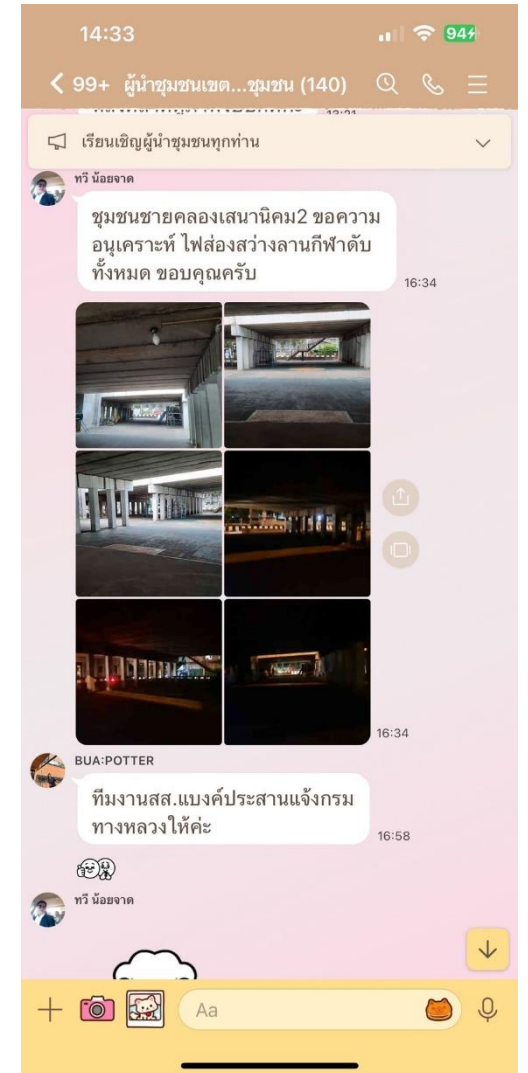 14:33
94
99+ ผู้นำชุมชนเขต...ชุมชน (140)
13:21
เรียนเชิญผู้นำชุมชนทุกท่าน
ทวี น้อยจาด
ชุมชนชายคลองเสนานิคม2 ขอความ
อนุเคราะห์ ไฟส่องสว่างลานกีฬาดับ
ทั้งหมด ขอบคุณครับ
16:34
16:34
BUA:POTTER
ทีมงานสส.แบงค์ประสานแจ้งกรม
ทางหลวงให้ค่ะ
16:58
ทวี น้อยจาด
Aa